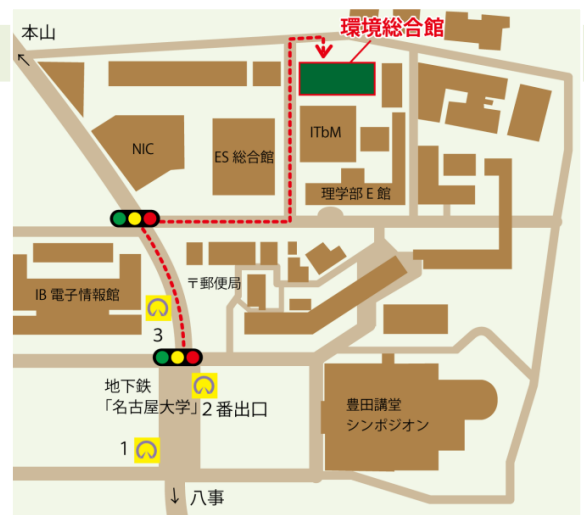 本山
環境総合館
NIC
ES 総合館
ITbM
理学部 E 館
〒郵便局
IB 電子情報館
3
地下鉄
「名古屋大学」2 番出口
豊田講堂
シンポジオン
1
↓ 八事